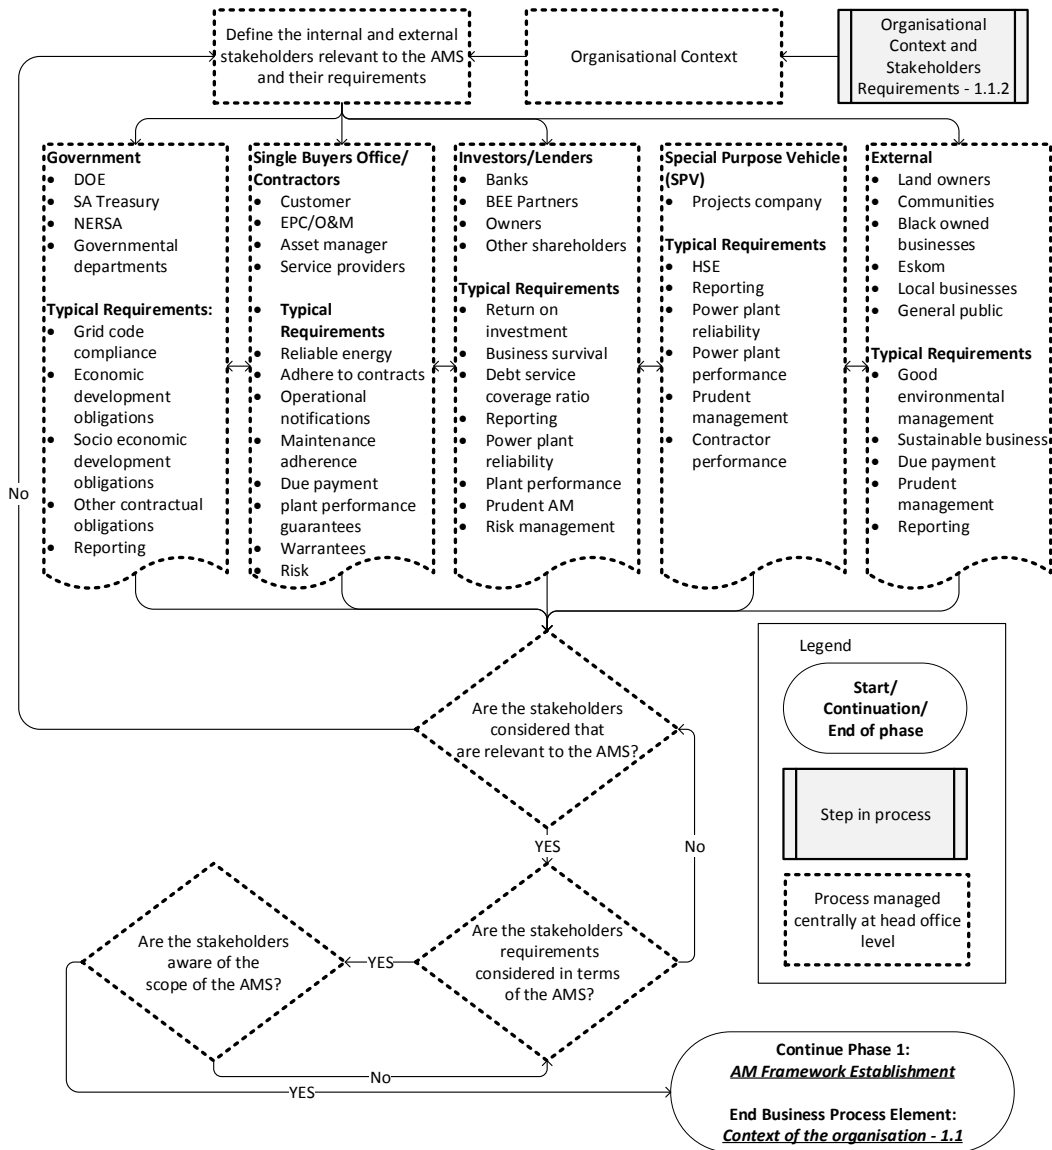 Define the internal and external
stakeholders relevant to the AMS
and their requirements
Organisational Context
Organisational
Context and
Stakeholders
Requirements - 1.1.2
Government
● DOE
● SA Treasury
● NERSA
● Governmental
departments
Typical Requirements:
● Grid code
compliance
● Economic
development
obligations
● Socio economic
development
obligations
● Other contractual
obligations
● Reporting
Single Buyers Office/
Contractors
● Customer
● EPC/O&M
● Asset manager
● Service providers
● Typical
Requirements
● Reliable energy
● Adhere to contracts
● Operational
notifications
● Maintenance
adherence
● Due payment
● plant performance
guarantees
● Warrantees
● Risk
Investors/Lenders
● Banks
● BEE Partners
● Owners
● Other shareholders
Typical Requirements
● Return on
investment
● Business survival
● Debt service
coverage ratio
● Reporting
● Power plant
reliability
● Plant performance
● Prudent AM
● Risk management
Special Purpose Vehicle
(SPV)
● Projects company
Typical Requirements
● HSE
● Reporting
● Power plant
reliability
● Power plant
performance
● Prudent
management
● Contractor
performance
External
● Land owners
● Communities
● Black owned
businesses
● Eskom
● Local businesses
● General public
Typical Requirements
● Good
environmental
management
● Sustainable business
● Due payment
● Prudent
management
● Reporting
No
Are the stakeholders
considered that
are relevant to the AMS?
YES
No
Are the stakeholders
requirements
considered in terms
of the AMS?
YES
Are the stakeholders
aware of the
scope of the AMS?
No
YES
Legend
Start/
Continuation/
End of phase
Step in process
Process managed
centrally at head office
level
Continue Phase 1:
AM Framework Establishment
End Business Process Element:
Context of the organisation - 1.1